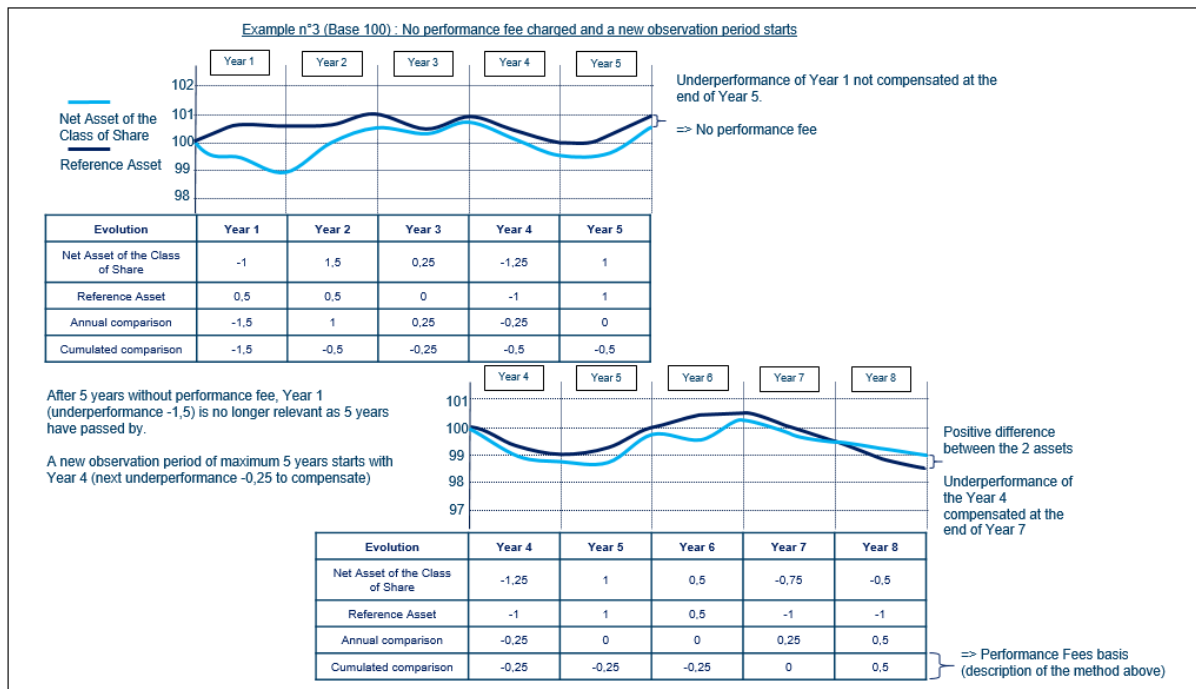 Example n°3 (Base 100) : No performance fee charged and a new observation period starts
Year 1 Year 2 Year 3 Year 4 Year 5
102
101
100
99
98
Net Asset of the
Class of Share
Reference Asset
Underperformance of Year 1 not compensated at the
end of Year 5.
=> No performance fee
Evolution Year 1 Year 2 Year 3 Year 4 Year 5
Net Asset of the Class
of Share -1 1,5 0,25 -1,25 1
Reference Asset 0,5 0,5 0 -1 1
Annual comparison -1,5 1 0,25 -0,25 0
Cumulated comparison -1,5 -0,5 -0,25 -0,5 -0,5
After 5 years without performance fee, Year 1
(underperformance -1,5) is no longer relevant as 5 years
have passed by.
A new observation period of maximum 5 years starts with
Year 4 (next underperformance -0,25 to compensate)
Year 4 Year 5 Year 6 Year 7 Year 8
101
100
99
98
97
Positive difference
between the 2 assets
Underperformance of
the Year 4
compensated at the
end of Year 7
Evolution Year 4 Year 5 Year 6 Year 7 Year 8
Net Asset of the Class
of Share -1,25 1 0,5 -0,75 -0,5
Reference Asset -1 1 0,5 -1 -1
Annual comparison -0,25 0 0 0,25 0,5
Cumulated comparison -0,25 -0,25 -0,25 0 0,5
=> Performance Fees basis
(description of the method above)